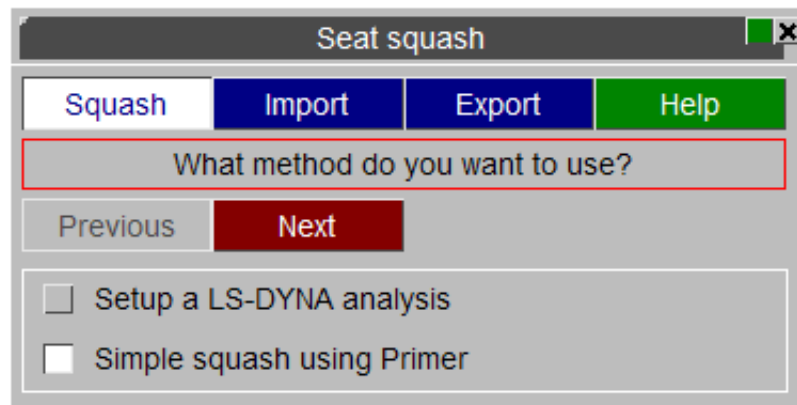 Seat squash
Squash Import Export Help
What method do you want to use?
Previous Next
Setup a LS-DYNA analysis
Simple squash using Primer